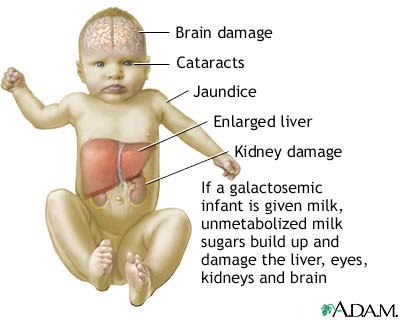 Brain damage
Cataracts
Jaundice
Enlarged liver
Kidney damage
If a galactosemic
infant is given milk,
unmetabolized milk
sugars build up and
damage the liver, eyes,
kidneys and brain
ADAM.